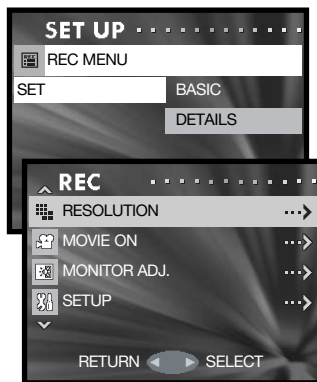 SET UP
REC MENU
SET BASIC
DETAILS
REC
RESOLUTION
MOVIE ON
MONITOR ADJ.
SETUP
RETURN SELECT